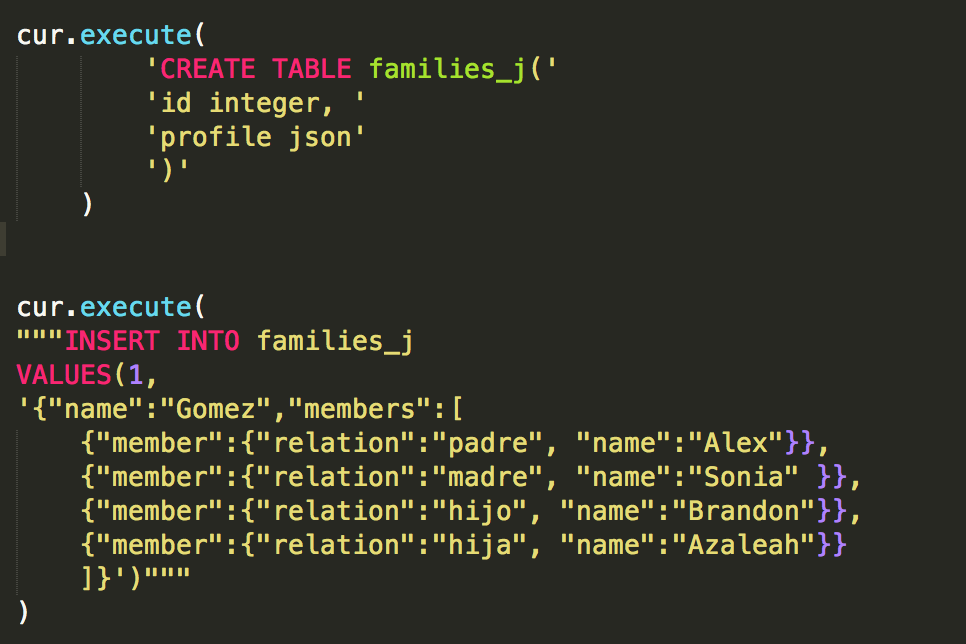 cur.execute(
'CREATE TABLE families_j('
'id integer, '
'profile json'
')'
)
cur.execute(
"""INSERT INTO families_j
VALUES(1,
'{"name":"Gomez","members":[
{"member":{"relation":"padre", "name":"Alex"}},
{"member":{"relation":"madre", "name":"Sonia" }},
{"member":{"relation":"hijo", "name":"Brandon"}},
{"member":{"relation":"hija", "name":"Azaleah"}}
]}')"""
)